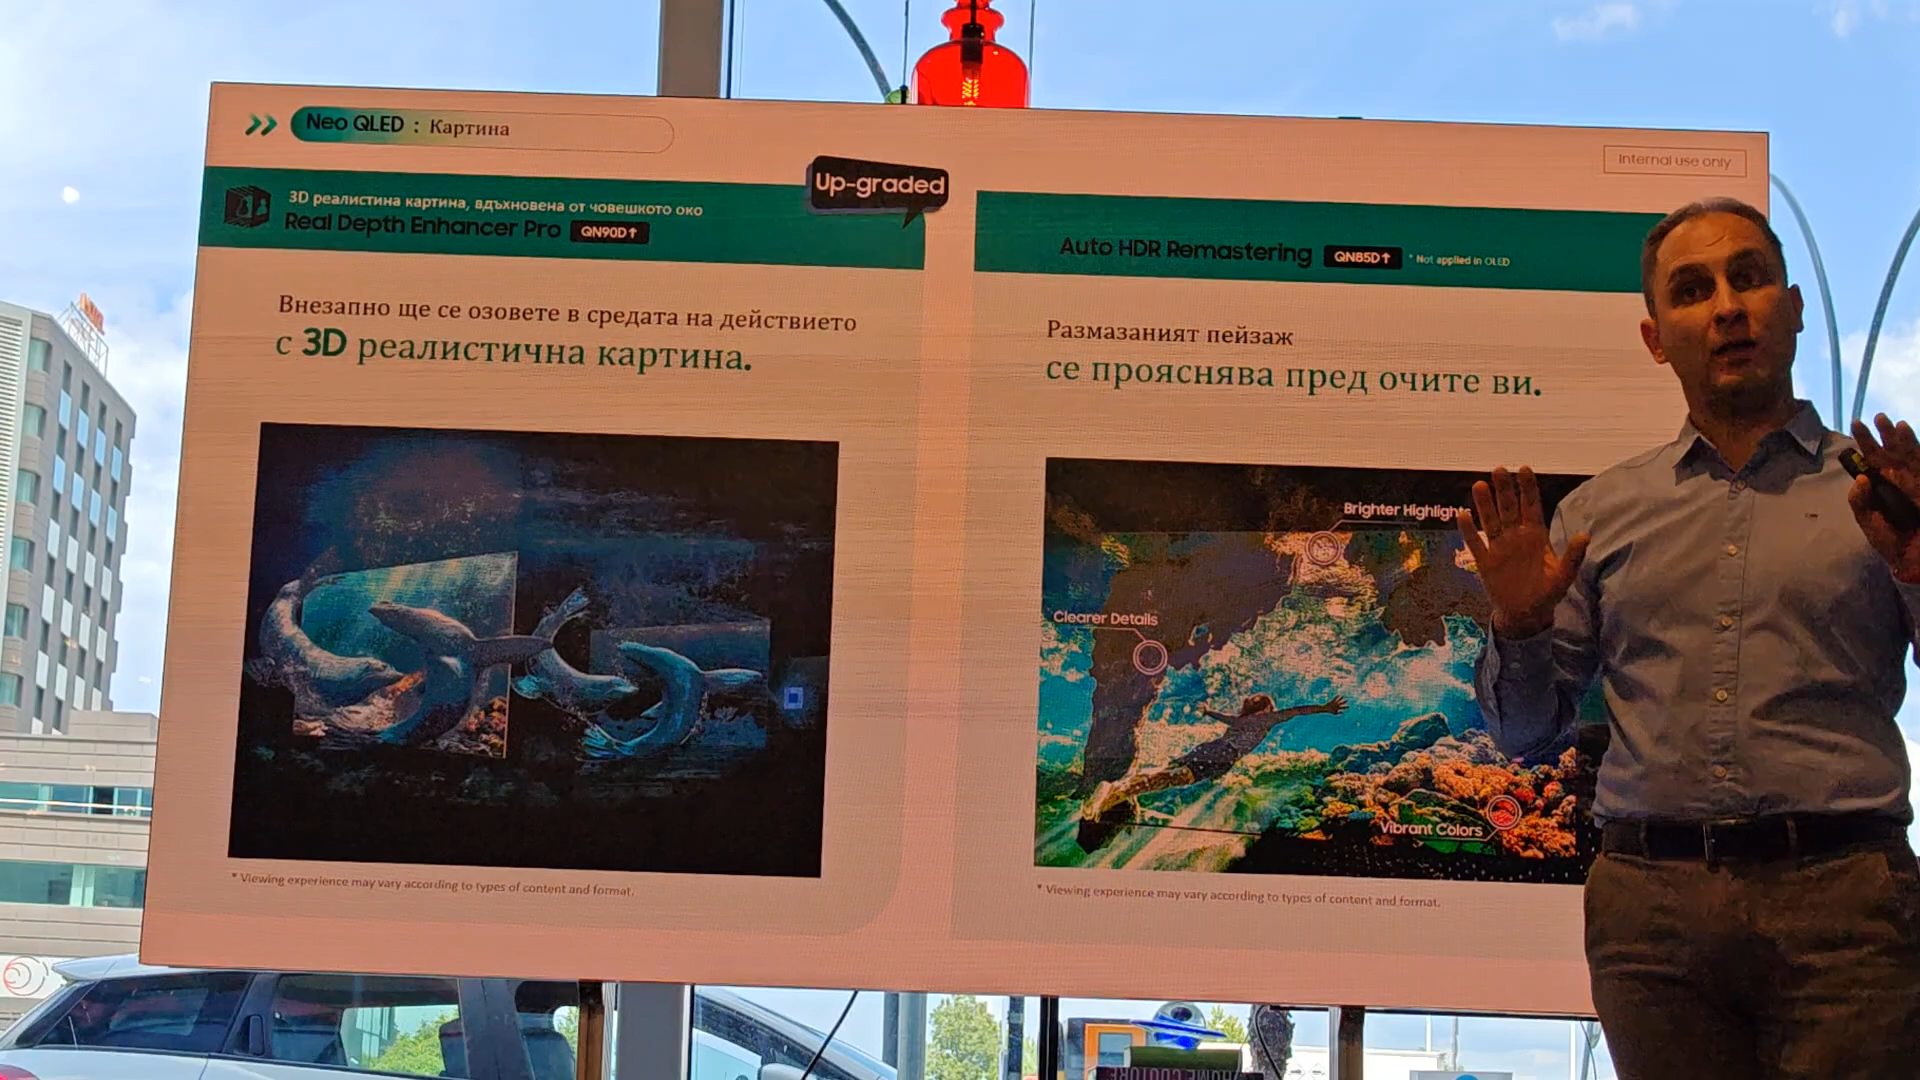 Neo QLED : Картина
Internal use only
3D реалистина картина, вдъхновена от човешкото око
Real Depth Enhancer Pro QN90D↑
Up-graded
Внезапно ще се озовете в средата на действието
с 3D реалистична картина.
* Viewing experience may vary according to types of content and format.
Auto HDR Remastering QN85D↑ * Not applied in OLED
Размазаният пейзаж
се прояснява пред очите ви.
Brighter Highlights
Clearer Details
Vibrant Colors
* Viewing experience may vary according to types of content and format.
HOME COUTURE